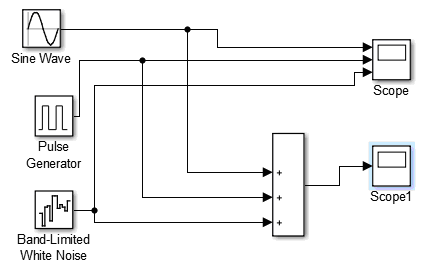 Sine Wave
Scope
Pulse
Generator
+
+
+
Scope1
Band-Limited
White Noise